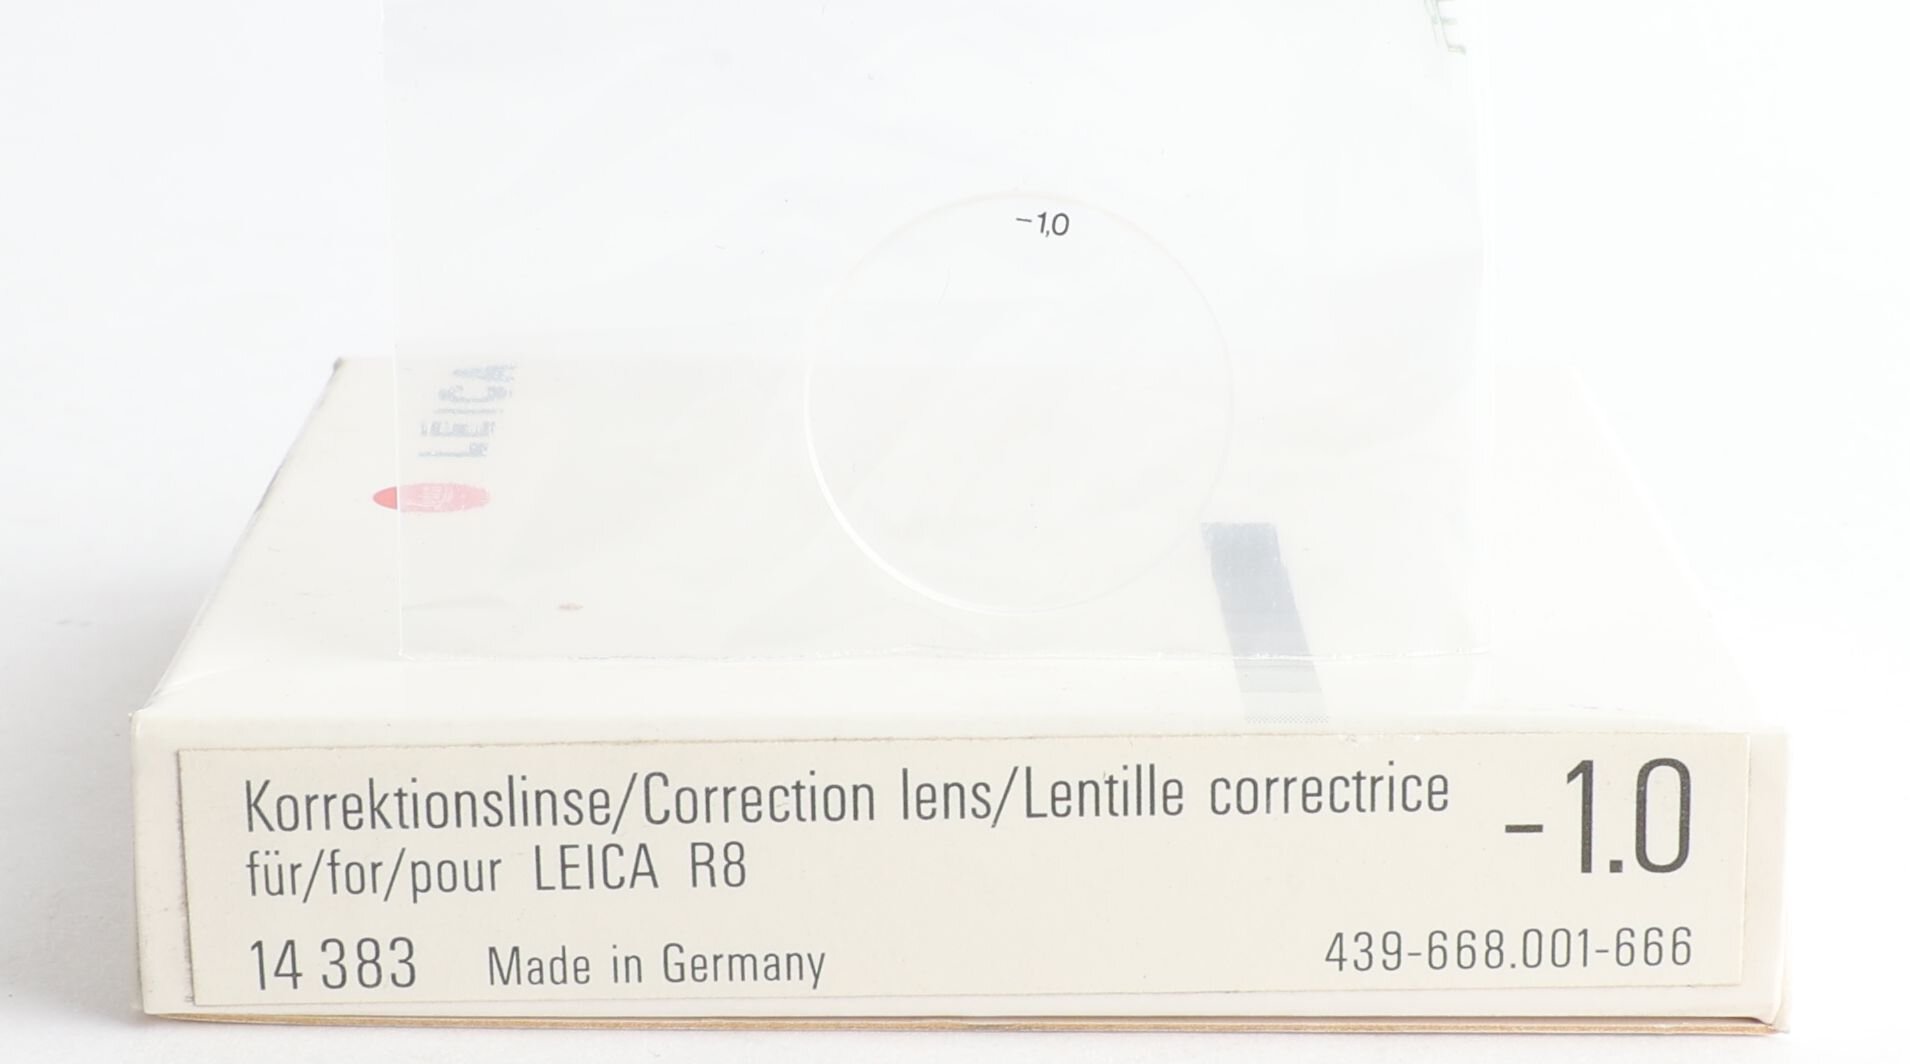 E
−1,0
LEICA
Korrektionslinse/Correction lens/Lentille correctrice
für/for/pour LEICA R8
−1.0
14 383 Made in Germany
439-668.001-666